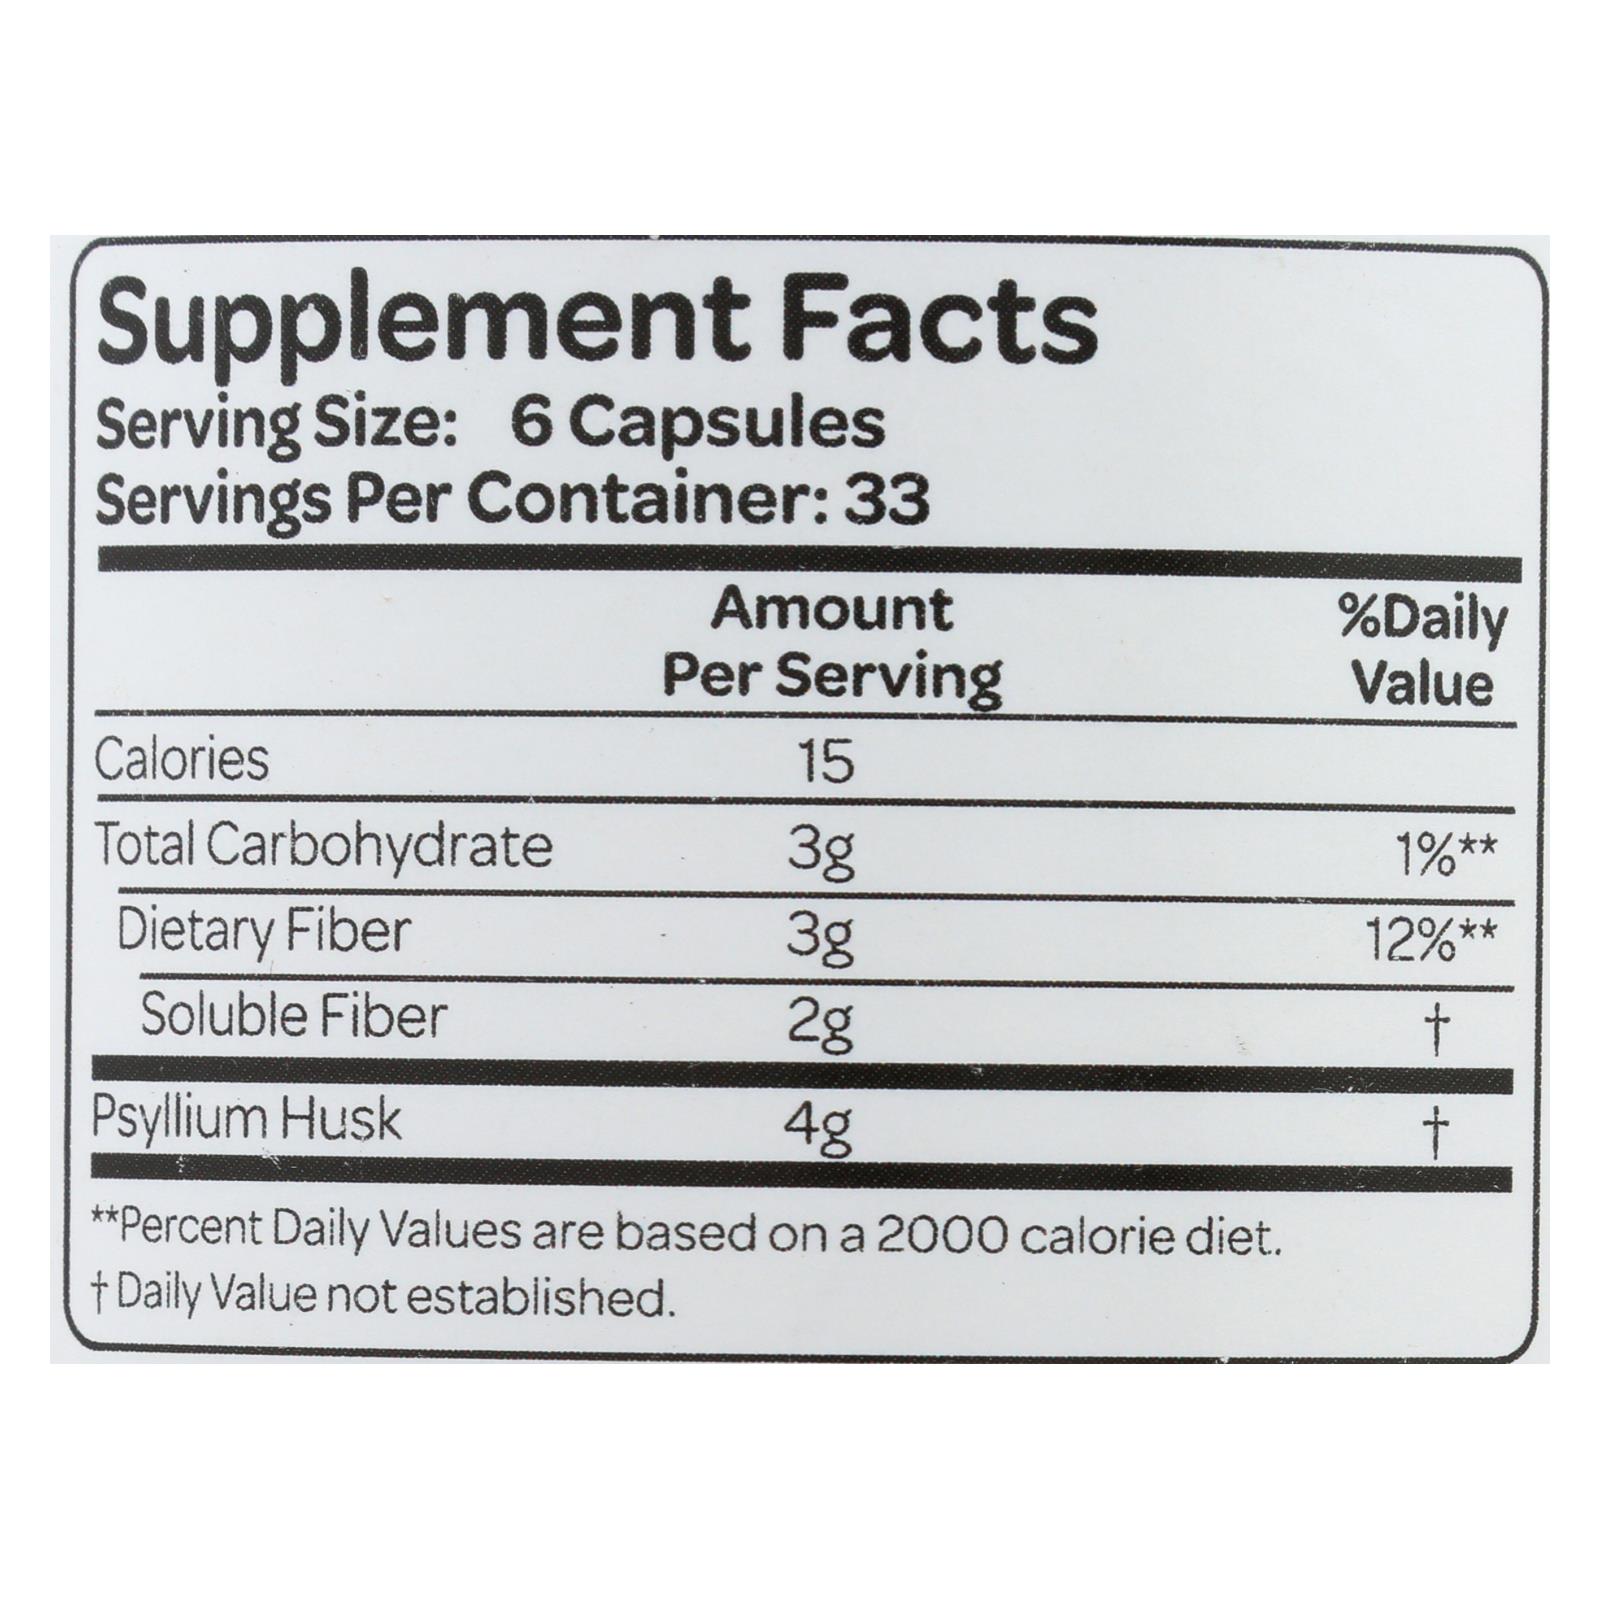 Supplement Facts
Serving Size: 6 Capsules
Servings Per Container: 33
Amount Per Serving %Daily Value
Calories 15
Total Carbohydrate 3g 1%**
Dietary Fiber 3g 12%**
Soluble Fiber 2g †
Psyllium Husk 4g †
**Percent Daily Values are based on a 2000 calorie diet.
† Daily Value not established.